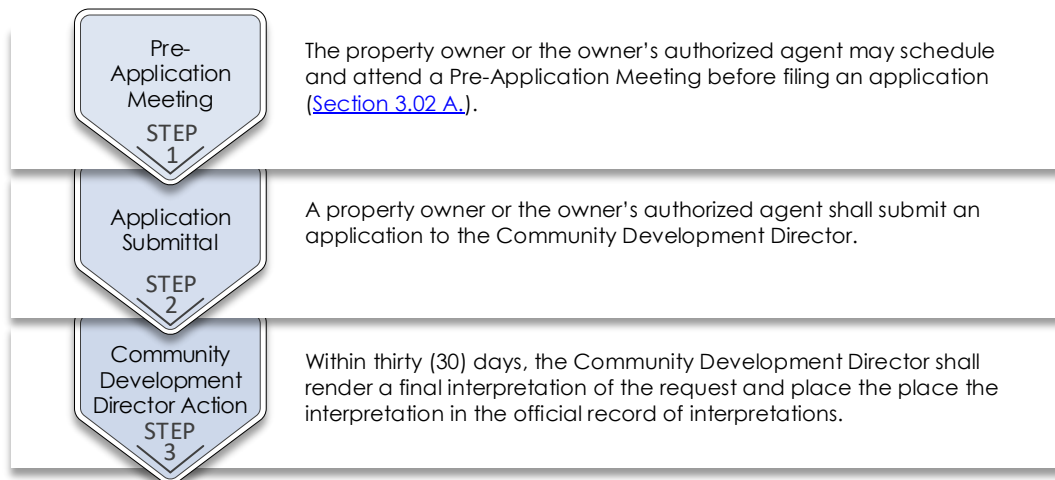 Pre-
Application
Meeting
STEP
1
The property owner or the owner's authorized agent may schedule
and attend a Pre-Application Meeting before filing an application
(Section 3.02 A.).
Application
Submittal
STEP
2
A property owner or the owner's authorized agent shall submit an
application to the Community Development Director.
Community
Development
Director Action
STEP
3
Within thirty (30) days, the Community Development Director shall
render a final interpretation of the request and place the place the
interpretation in the official record of interpretations.